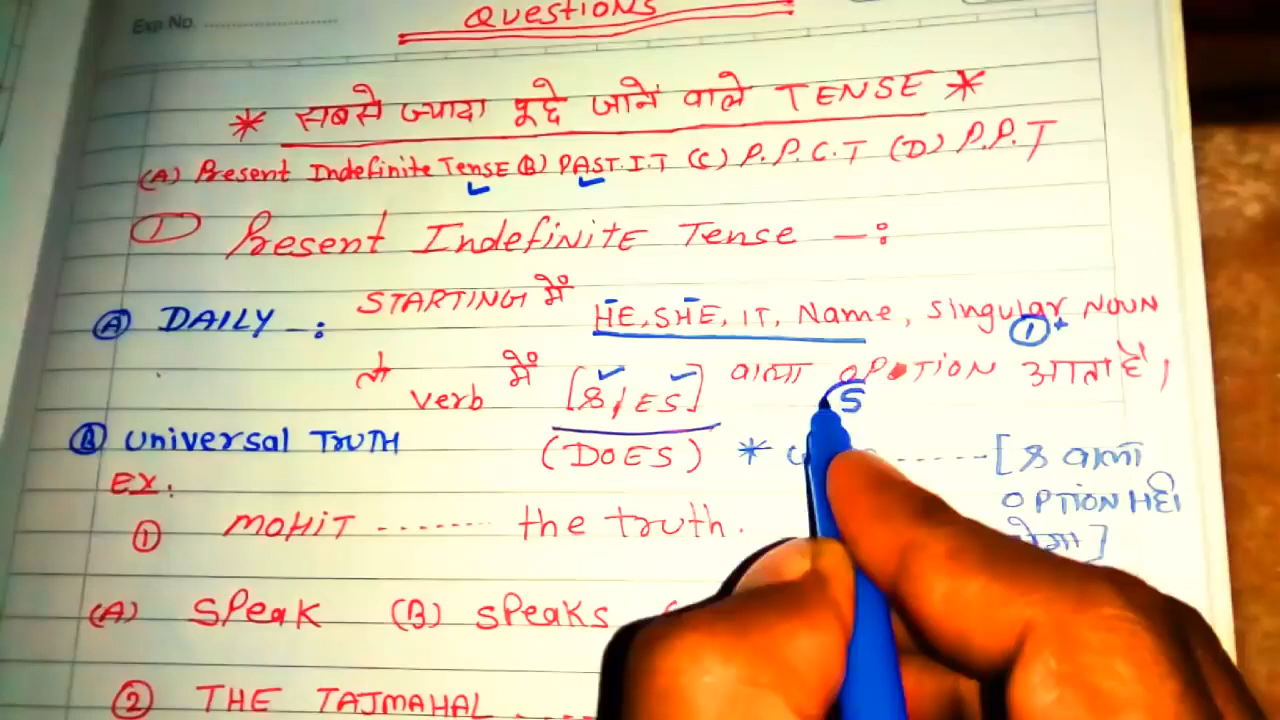 Exp No. ....................
QUESTIONS
* सबसे ज्यादा पूछे जाने वाले TENSE *
(A) Present Indefinite Tense (B) PAST.I.T (C) P.P.C.T (D) P.P.T
① Present Indefinite Tense —:
(A) DAILY —: STARTING में HE, SHE, IT, Name, Singular NOUN
①+
तो verb में [S/ES] वाला OPTION आता है।
S
(B) Universal TRUTH (DOES) * ........[S वाला
OPTION नही
EX. होगा]
① MOHIT ........ the truth.
(A) Speak (B) Speaks
② THE TAJMAHAL .....